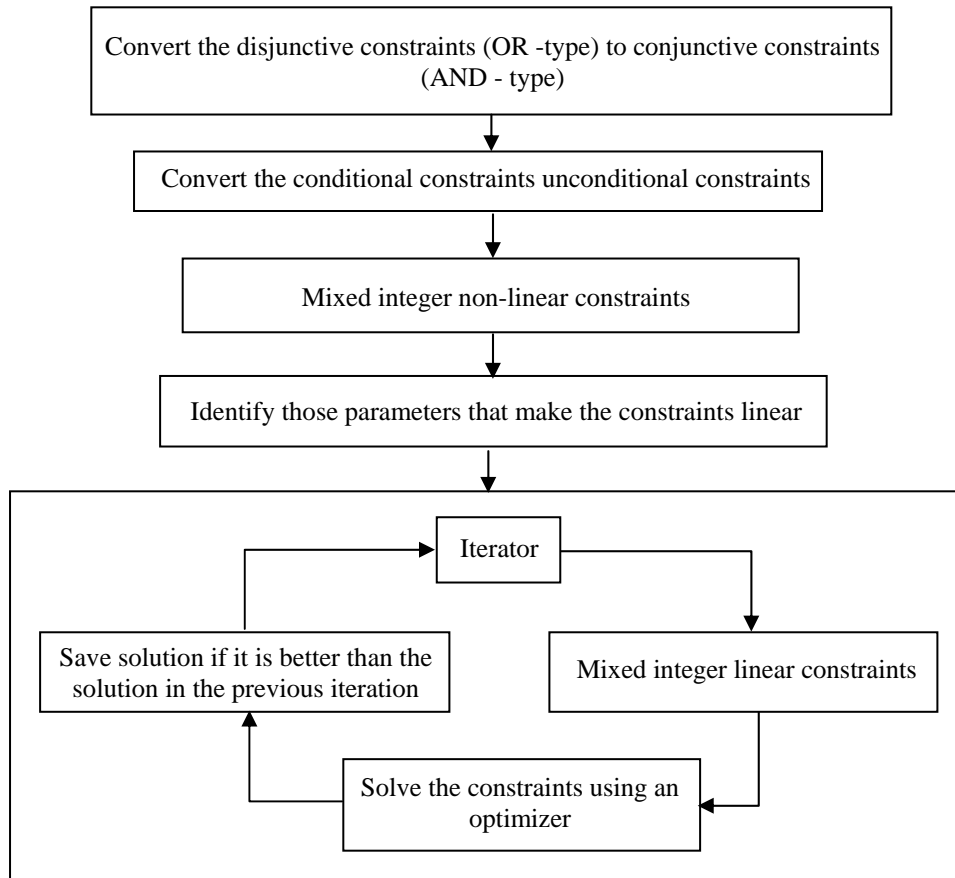 Convert the disjunctive constraints (OR -type) to conjunctive constraints
(AND - type)
Convert the conditional constraints unconditional constraints
Mixed integer non-linear constraints
Identify those parameters that make the constraints linear
Iterator
Save solution if it is better than the
solution in the previous iteration
Mixed integer linear constraints
Solve the constraints using an
optimizer